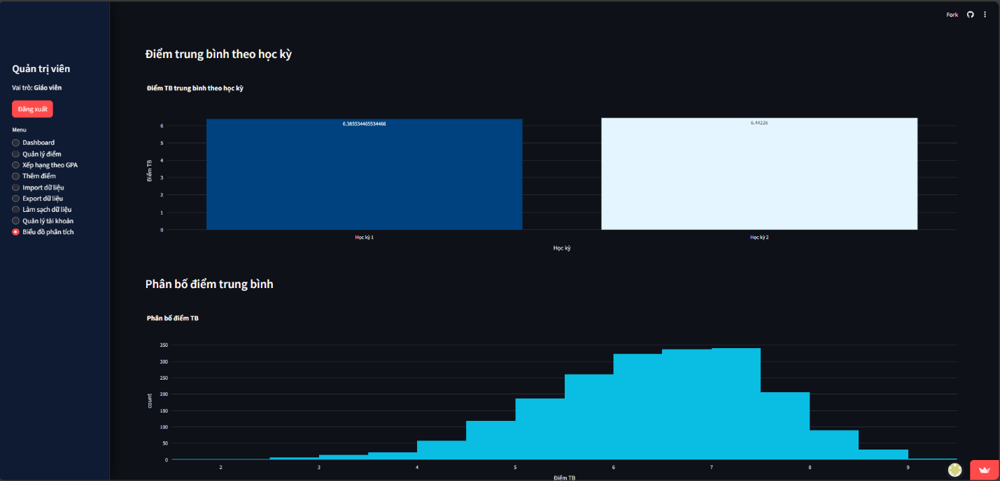 Fork
Quản trị viên
Vai trò: Giáo viên
Đăng xuất
Menu
Dashboard
Quản lý điểm
Xếp hạng theo GPA
Thêm điểm
Import dữ liệu
Export dữ liệu
Làm sạch dữ liệu
Quản lý tài khoản
Biểu đồ phân tích
Điểm trung bình theo học kỳ
Điểm TB trung bình theo học kỳ
6.385534465534466
6.44226
6
5
4
3
2
1
0
Điểm TB
Học kỳ 1
Học kỳ 2
Học kỳ
Phân bố điểm trung bình
Phân bố điểm TB
350
300
250
200
150
100
50
0
count
2
3
4
5
6
7
8
9
Điểm TB